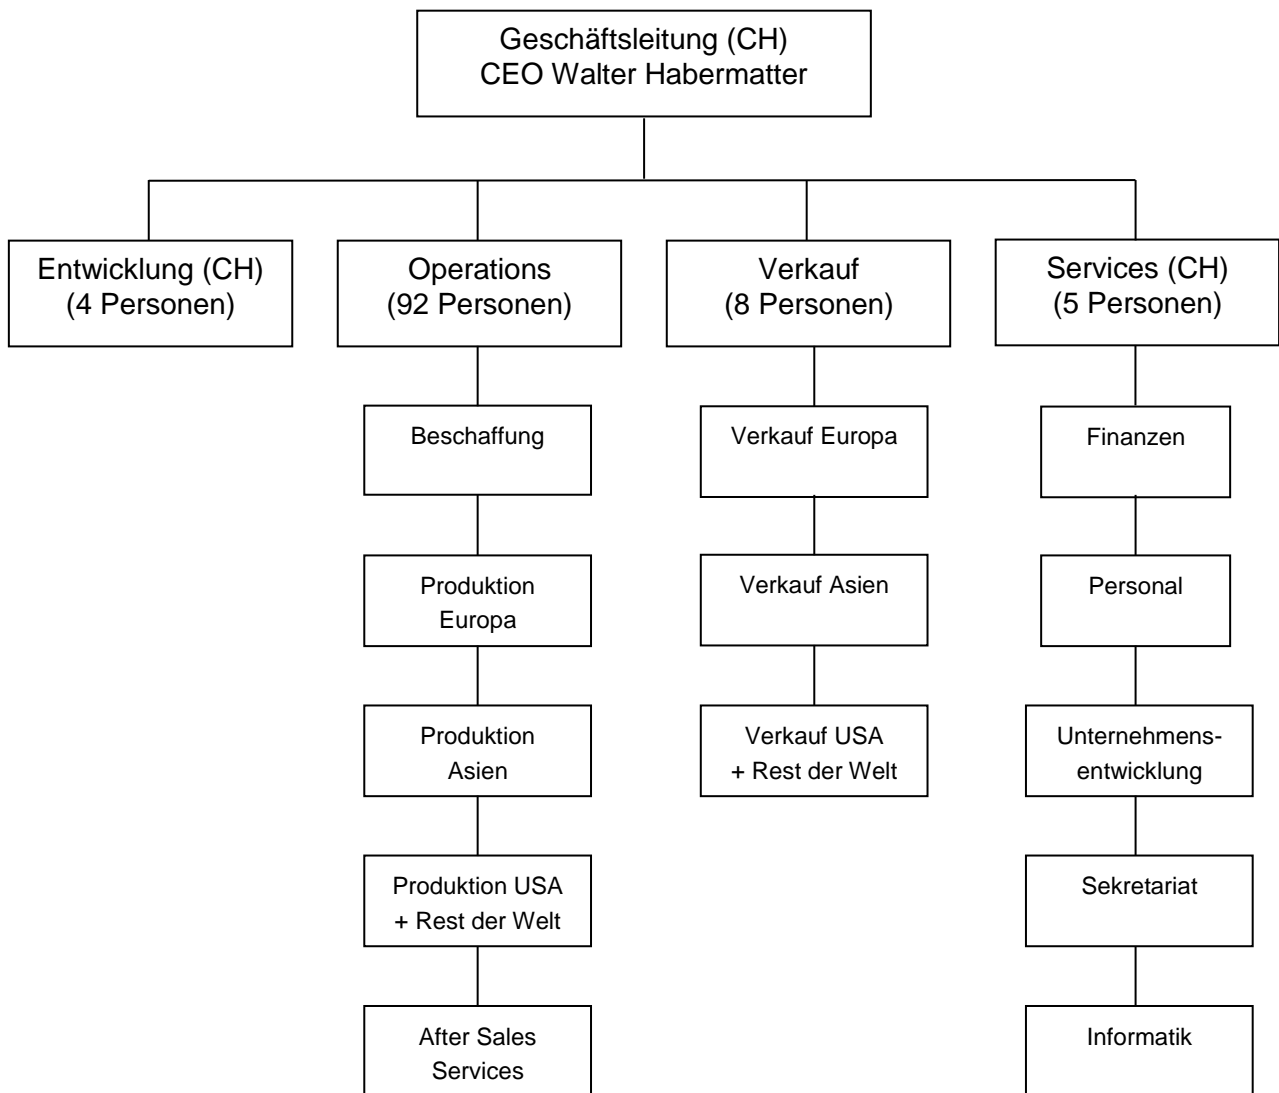 Geschäftsleitung (CH)
CEO Walter Habermatter
Entwicklung (CH)
(4 Personen)
Operations
(92 Personen)
Verkauf
(8 Personen)
Services (CH)
(5 Personen)
Beschaffung
Verkauf Europa
Finanzen
Produktion
Europa
Verkauf Asien
Personal
Produktion
Asien
Verkauf USA
+ Rest der Welt
Unternehmens-
entwicklung
Produktion USA
+ Rest der Welt
Sekretariat
After Sales
Services
Informatik